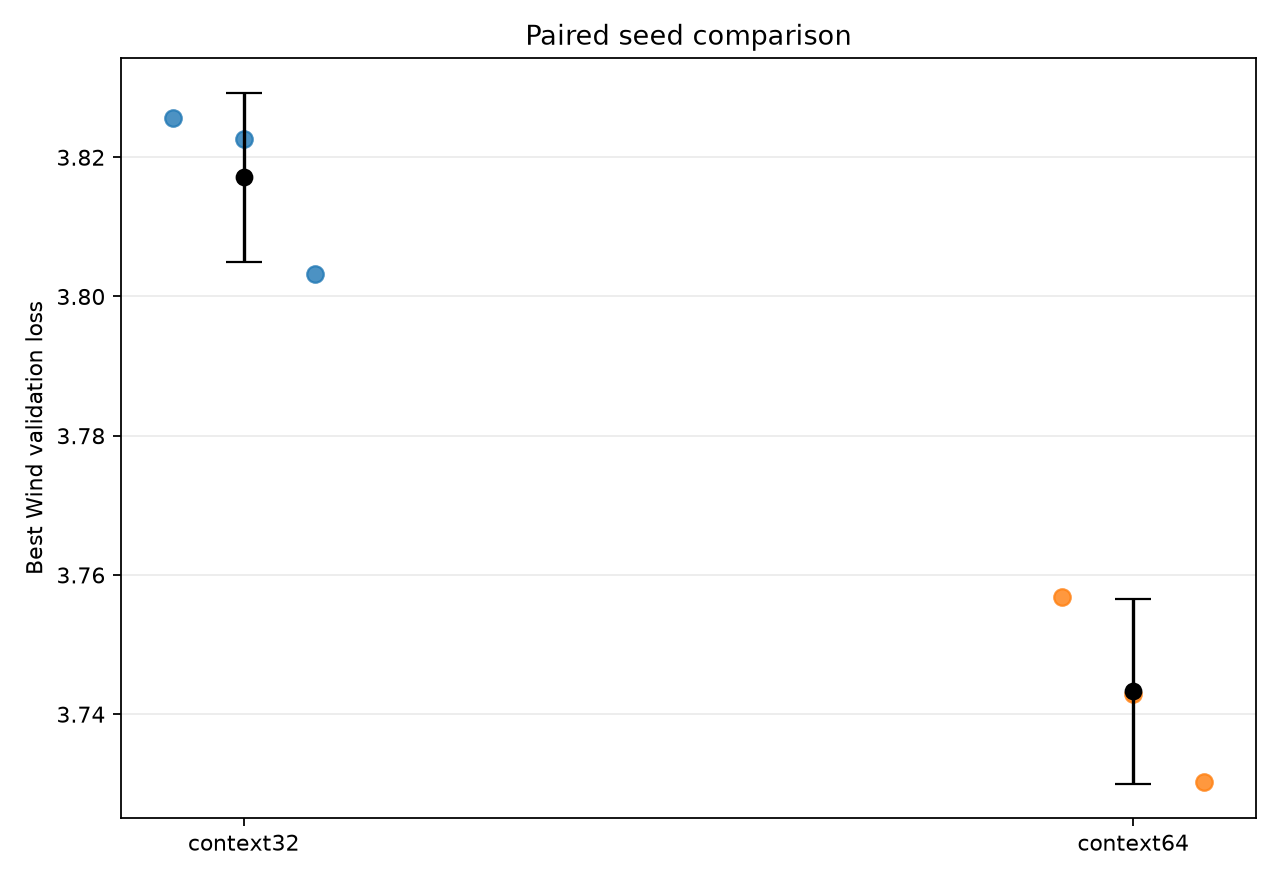 Paired seed comparison
Best Wind validation loss
3.82
3.80
3.78
3.76
3.74
context32
context64